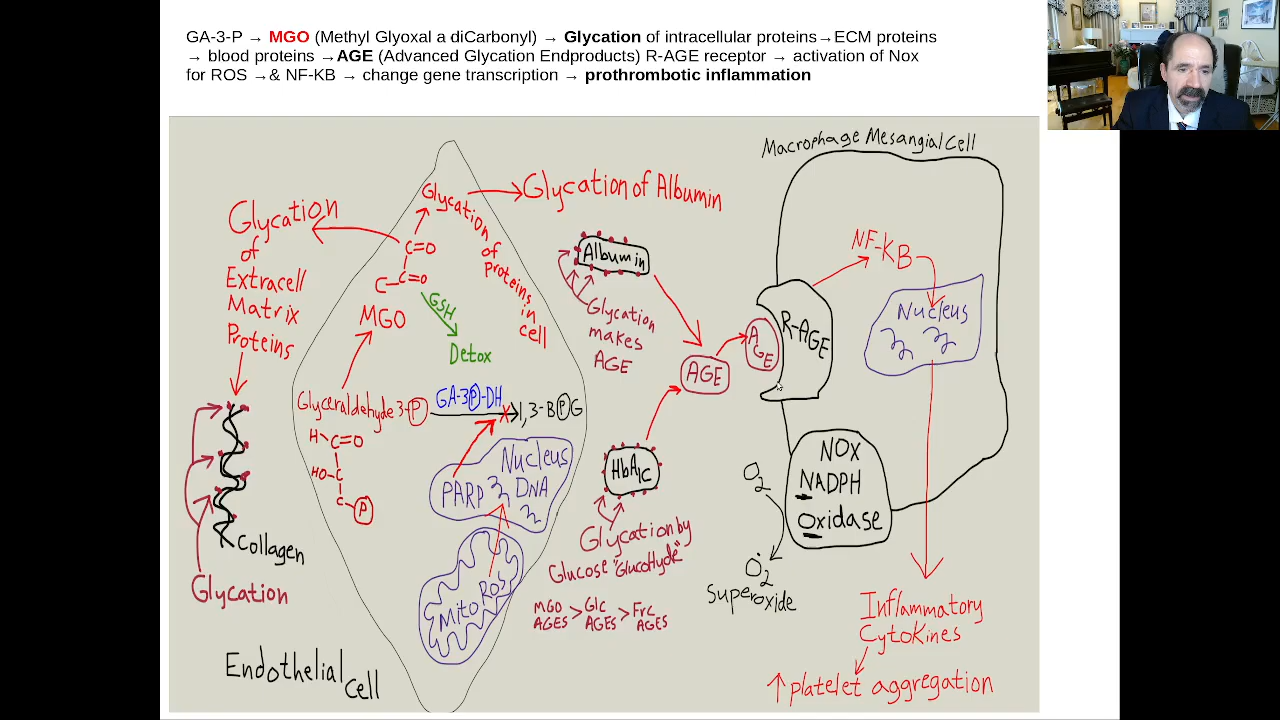 GA-3-P → MGO (Methyl Glyoxal a diCarbonyl) → Glycation of intracellular proteins→ECM proteins
→ blood proteins →AGE (Advanced Glycation Endproducts) R-AGE receptor → activation of Nox
for ROS →& NF-KB → change gene transcription → prothrombotic inflammation
Macrophage Mesangial Cell
Glycation
of
Extracell
Matrix
Proteins
Glycation
of
Proteins
in
cell
Glycation of Albumin
C=O
C-C=O
MGO
GSH
Detox
Albumin
Glycation
makes
AGE
AGE
AGE
R-AGE
NF-KB
Nucleus
Glyceraldehyde 3-P
GA-3P-DH
X
1,3-BPG
H C=O
HO-C
C-P
Nucleus
PARP DNA
Mito ROS
Collagen
Glycation
Endothelial
Cell
HbA1C
Glycation by
Glucose "GlucoHyde"
MGO AGES > Glc AGES > Frc AGES
NOX
NADPH
Oxidase
O2
O2
Superoxide
Inflammatory
Cytokines
↑platelet aggregation